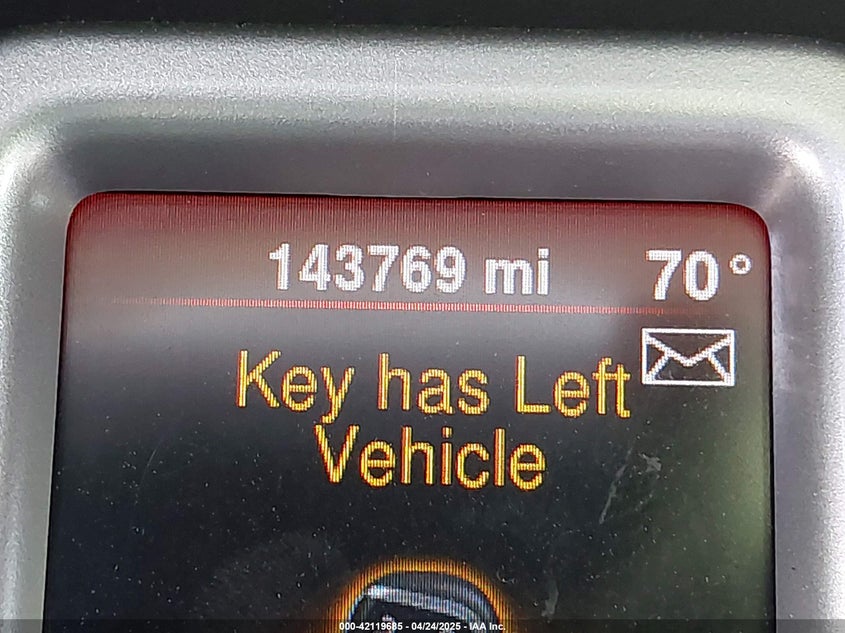 143769 mi 70°
Key has Left
Vehicle
000-42119685 - 04/24/2025 - IAA Inc.